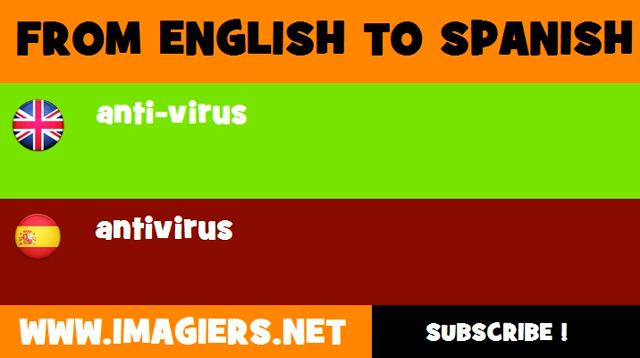 FROM ENGLISH TO SPANISH
anti-virus
antivirus
WWW.IMAGIERS.NET
SUBSCRIBE !